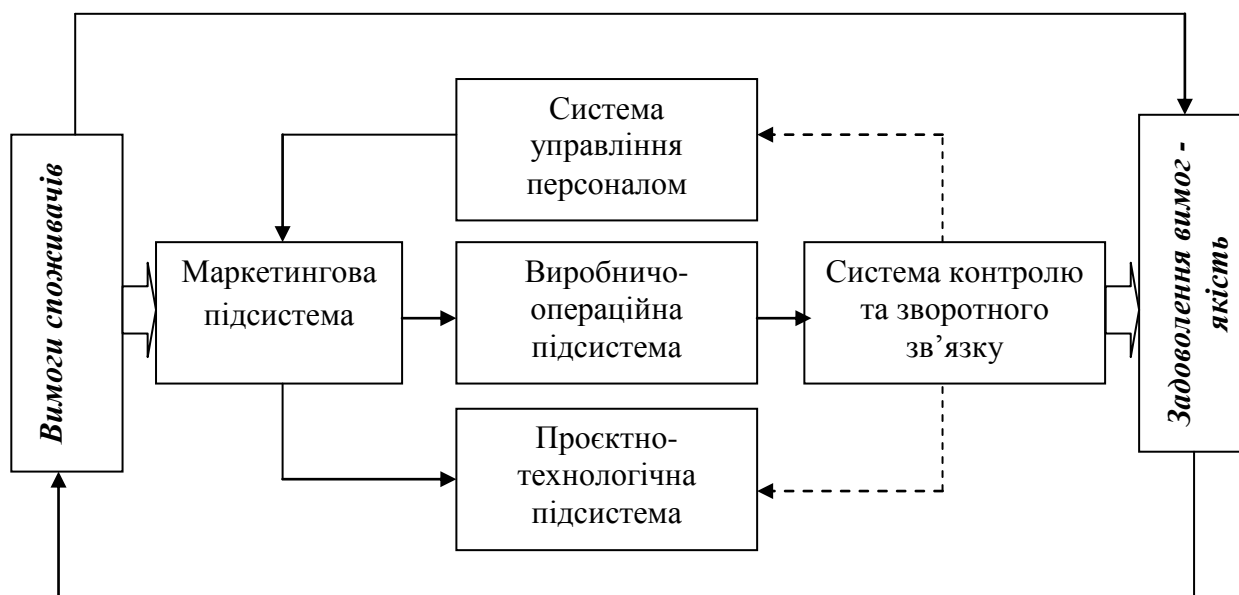 Вимоги споживачів
Система
управління
персоналом
Маркетингова
підсистема
Виробничо-
операційна
підсистема
Проєктно-
технологічна
підсистема
Система контролю
та зворотного
зв’язку
Задоволення вимог -
якість